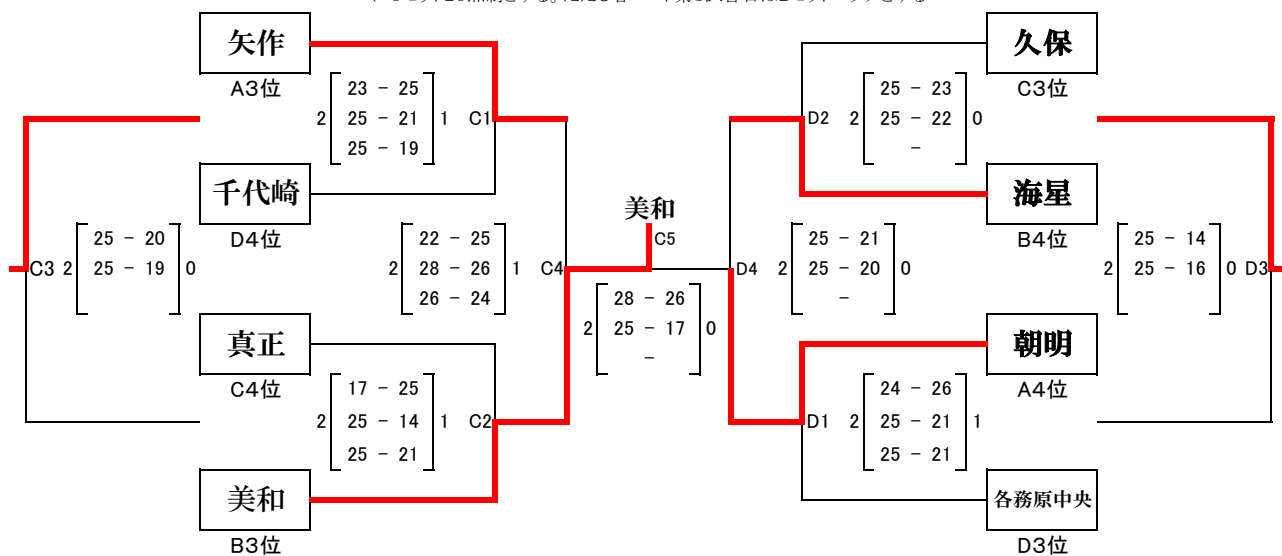 矢作
A3位
23 - 25
2 25 - 21 1 C1
25 - 19
千代崎
D4位
C3 2 25 - 20 0
25 - 19
22 - 25
2 28 - 26 1 C4
26 - 24
真正
C4位
17 - 25
2 25 - 14 1 C2
25 - 21
美和
B3位
美和
C5
28 - 26
2 25 - 17 0
-
久保
C3位
25 - 23
D2 2 25 - 22 0
-
海星
B4位
25 - 21
D4 2 25 - 20 0
-
25 - 14
2 25 - 16 0 D3
朝明
A4位
24 - 26
D1 2 25 - 21 1
25 - 21
各務原中央
D3位